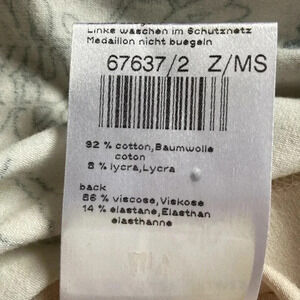 Linke waschen im Schutznetz
Medaillon nicht buegeln
67637/2 Z/MS
92 % cotton,Baumwolle
coton
8 % lycra,Lycra
back
86 % viscose,Viskose
14 % elastane,Elasthan
elasthanne